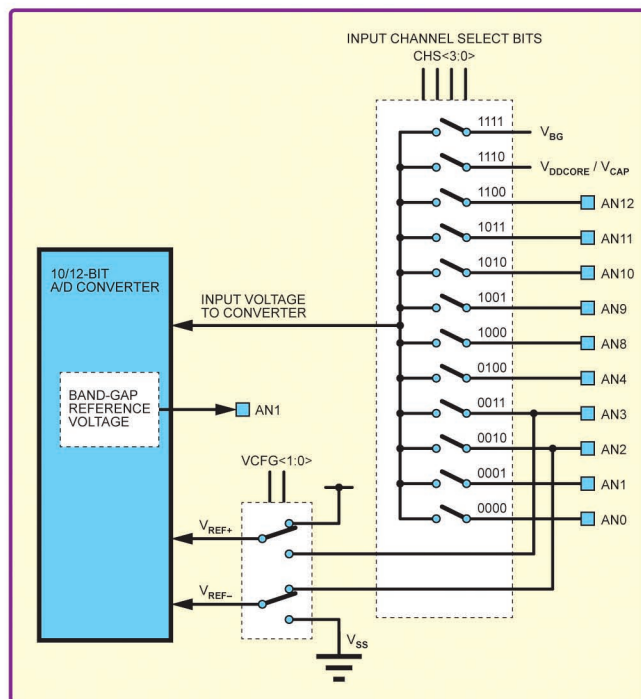 INPUT CHANNEL SELECT BITS
CHS<3:0>
1111
VBG
1110
VDDCORE / VCAP
1100
AN12
1011
AN11
1010
AN10
1001
AN9
1000
AN8
0100
AN4
0011
AN3
0010
AN2
0001
AN1
0000
AN0
10/12-BIT
A/D CONVERTER
INPUT VOLTAGE
TO CONVERTER
BAND-GAP
REFERENCE
VOLTAGE
AN1
VCFG<1:0>
VREF+
VREF–
VSS